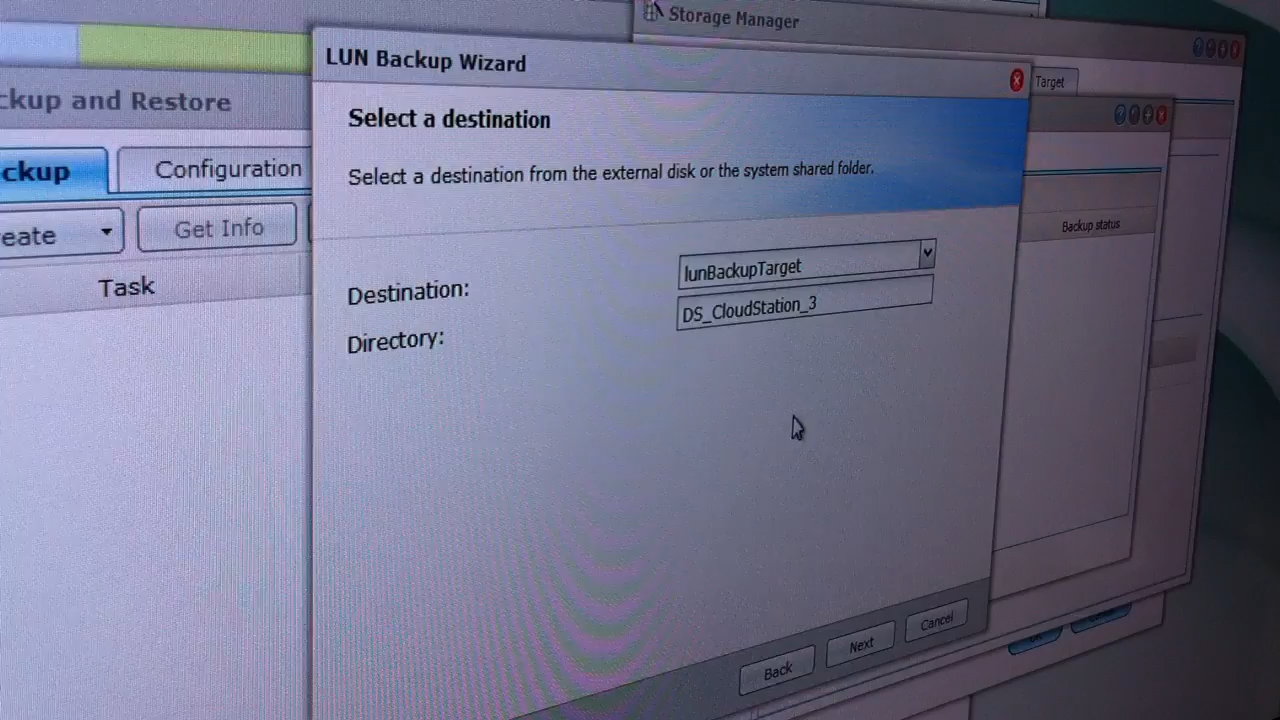 Storage Manager
LUN Backup Wizard
Target
ckup and Restore
Select a destination
ckup
Configuration
Select a destination from the external disk or the system shared folder.
eate
Get Info
Backup status
Task
Destination:
lunBackupTarget
Directory:
DS_CloudStation_3
Back
Next
Cancel